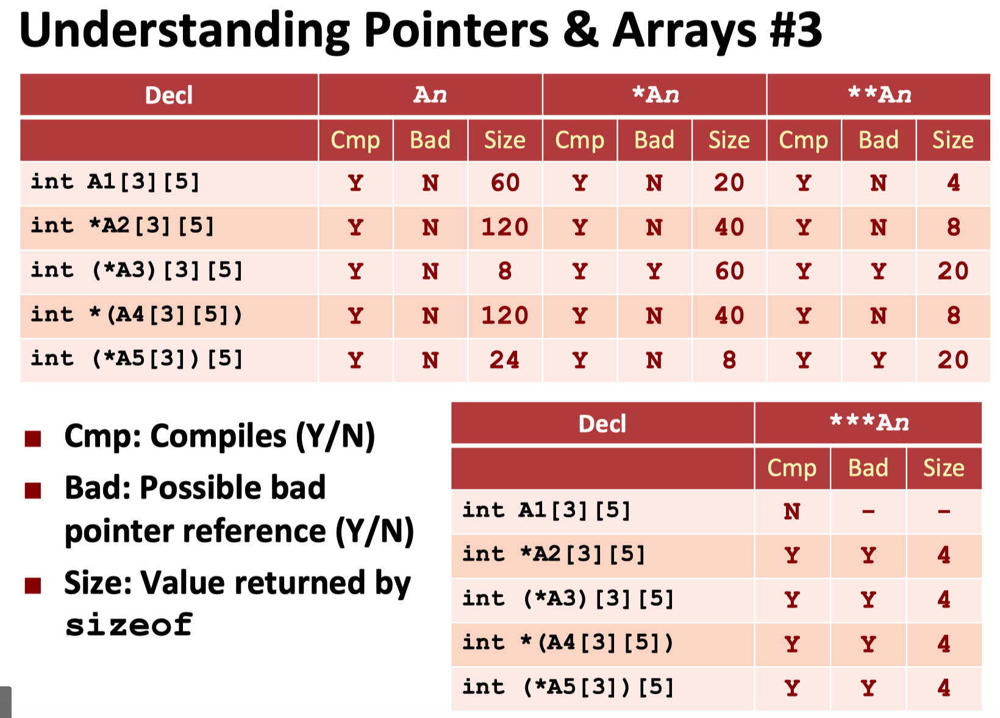 Understanding Pointers & Arrays #3
Decl An *An **An
Cmp Bad Size Cmp Bad Size Cmp Bad Size
int A1[3][5] Y N 60 Y N 20 Y N 4
int *A2[3][5] Y N 120 Y N 40 Y N 8
int (*A3)[3][5] Y N 8 Y Y 60 Y Y 20
int *(A4[3][5]) Y N 120 Y N 40 Y N 8
int (*A5[3])[5] Y N 24 Y N 8 Y Y 20
Cmp: Compiles (Y/N)
Bad: Possible bad
pointer reference (Y/N)
Size: Value returned by
sizeof
Decl ***An
Cmp Bad Size
int A1[3][5] N – –
int *A2[3][5] Y Y 4
int (*A3)[3][5] Y Y 4
int *(A4[3][5]) Y Y 4
int (*A5[3])[5] Y Y 4